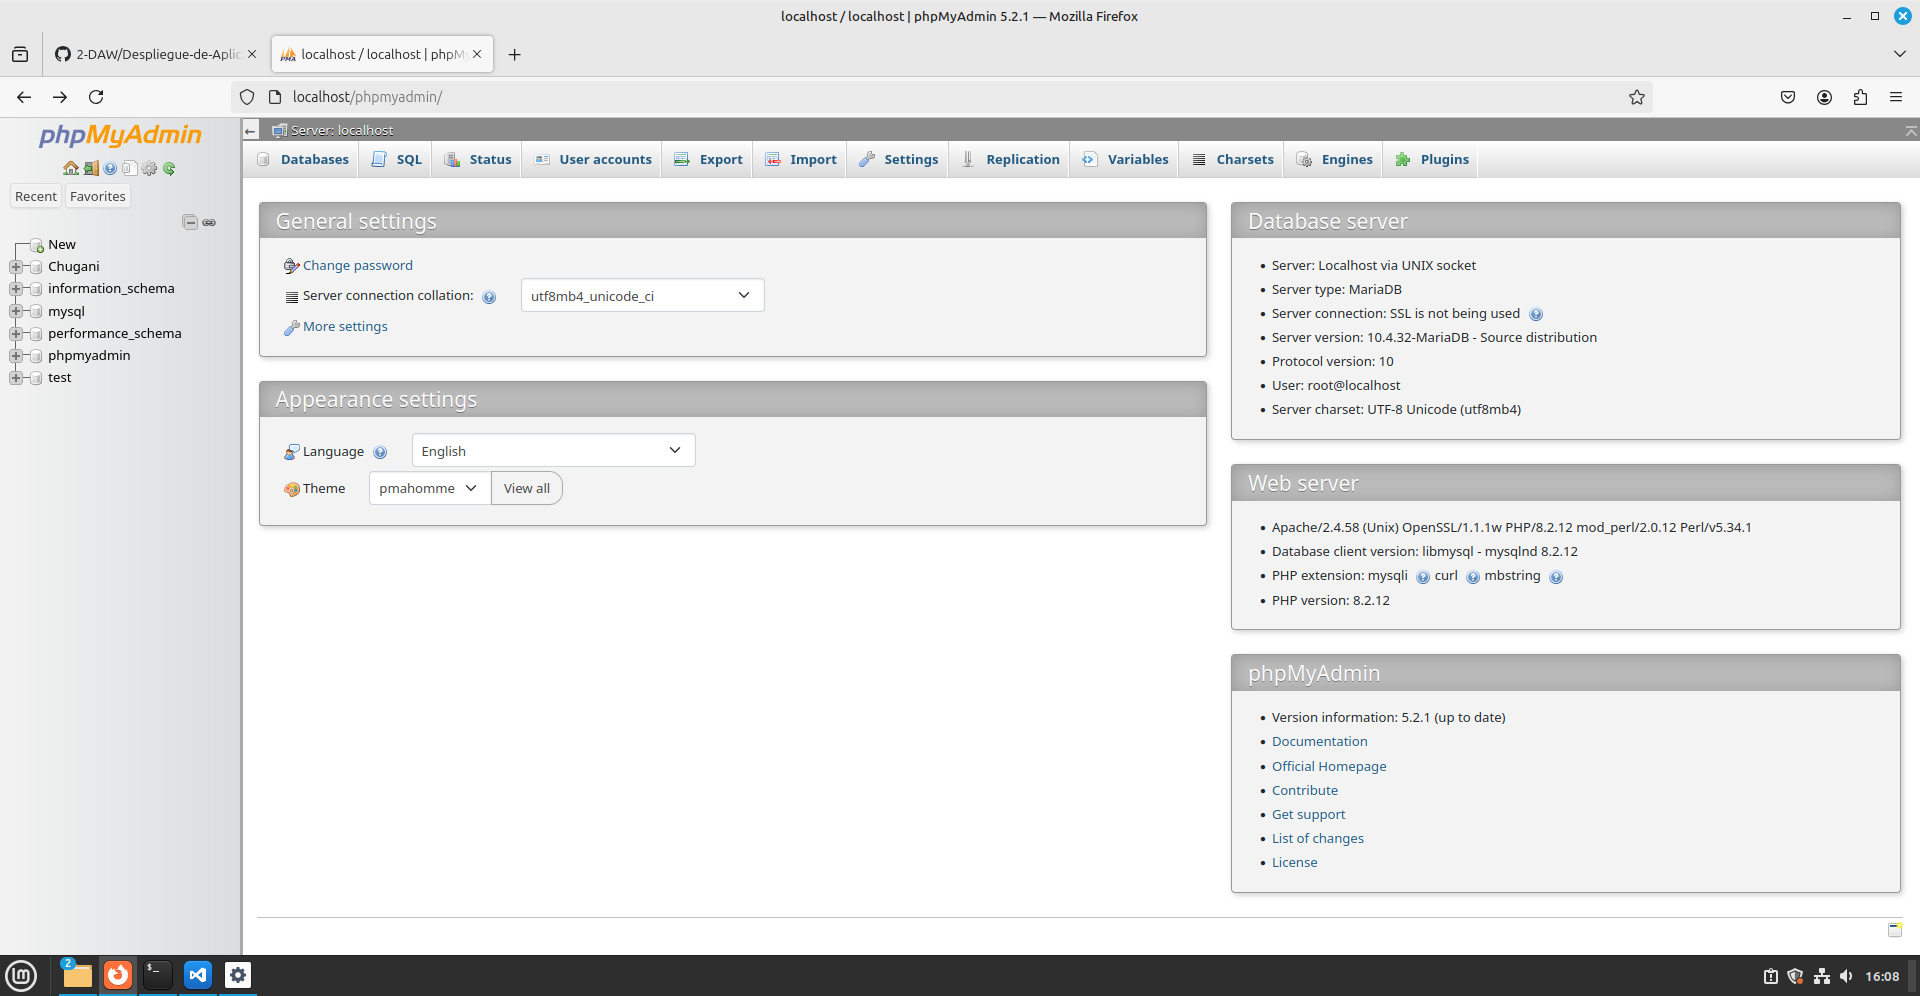 localhost / localhost | phpMyAdmin 5.2.1 — Mozilla Firefox
2-DAW/Despliegue-de-Aplic
localhost / localhost | phpM
localhost/phpmyadmin/
phpMyAdmin
Recent
Favorites
New
Chugani
information_schema
mysql
performance_schema
phpmyadmin
test
Server: localhost
Databases
SQL
Status
User accounts
Export
Import
Settings
Replication
Variables
Charsets
Engines
Plugins
General settings
Change password
Server connection collation:
utf8mb4_unicode_ci
More settings
Appearance settings
Language
English
Theme
pmahomme
View all
Database server
Server: Localhost via UNIX socket
Server type: MariaDB
Server connection: SSL is not being used
Server version: 10.4.32-MariaDB - Source distribution
Protocol version: 10
User: root@localhost
Server charset: UTF-8 Unicode (utf8mb4)
Web server
Apache/2.4.58 (Unix) OpenSSL/1.1.1w PHP/8.2.12 mod_perl/2.0.12 Perl/v5.34.1
Database client version: libmysql - mysqlnd 8.2.12
PHP extension: mysqli curl mbstring
PHP version: 8.2.12
phpMyAdmin
Version information: 5.2.1 (up to date)
Documentation
Official Homepage
Contribute
Get support
List of changes
License
2
16:08